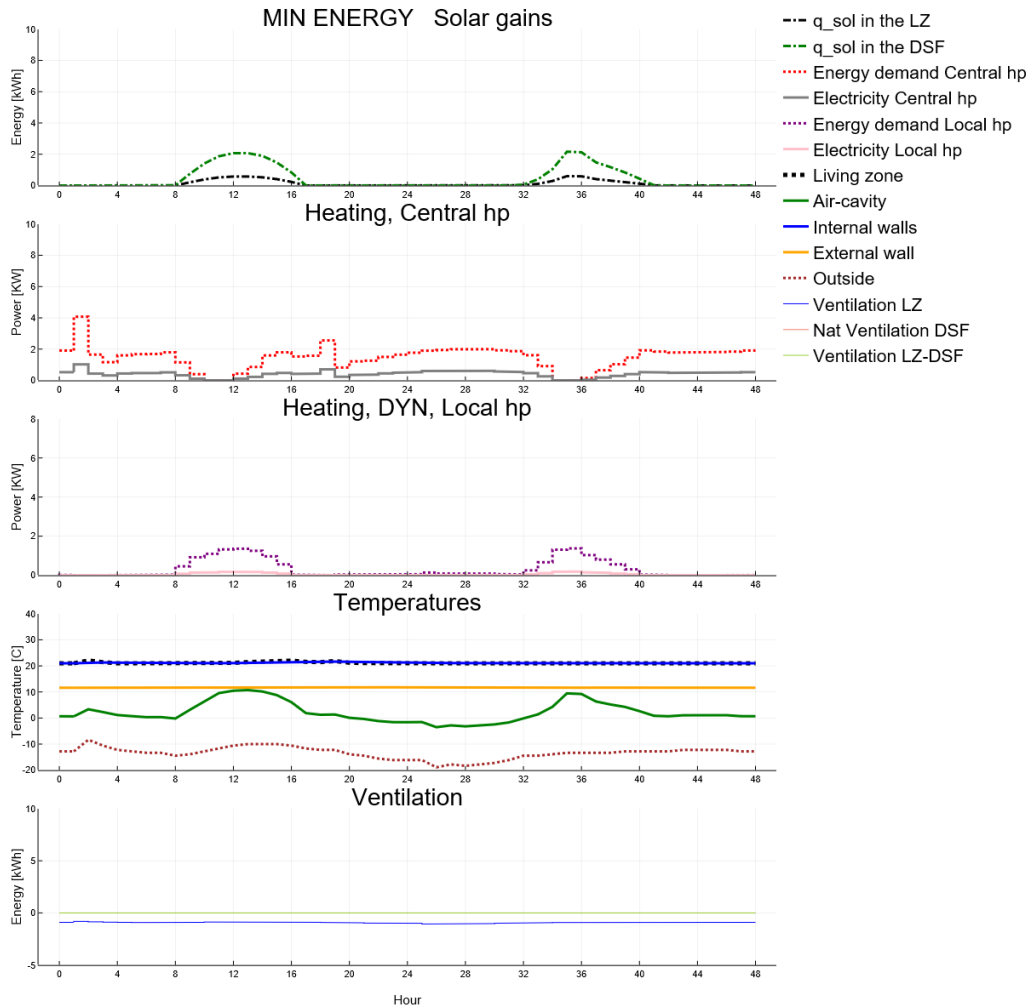 MIN ENERGY Solar gains
q_sol in the LZ
q_sol in the DSF
Energy demand Central hp
Electricity Central hp
Energy demand Local hp
Electricity Local hp
Living zone
Air-cavity
Internal walls
External wall
Outside
Ventilation LZ
Nat Ventilation DSF
Ventilation LZ-DSF
Energy [kWh]
10
8
6
4
2
0
0 4 8 12 16 20 24 28 32 36 40 44 48
Heating, Central hp
Power [KW]
10
8
6
4
2
0
0 4 8 12 16 20 24 28 32 36 40 44 48
Heating, DYN, Local hp
Power [KW]
8
6
4
2
0
0 4 8 12 16 20 24 28 32 36 40 44 48
Temperatures
Temperature [C]
40
30
20
10
0
-10
-20
0 4 8 12 16 20 24 28 32 36 40 44 48
Ventilation
Energy [kWh]
10
5
0
-5
0 4 8 12 16 20 24 28 32 36 40 44 48
Hour